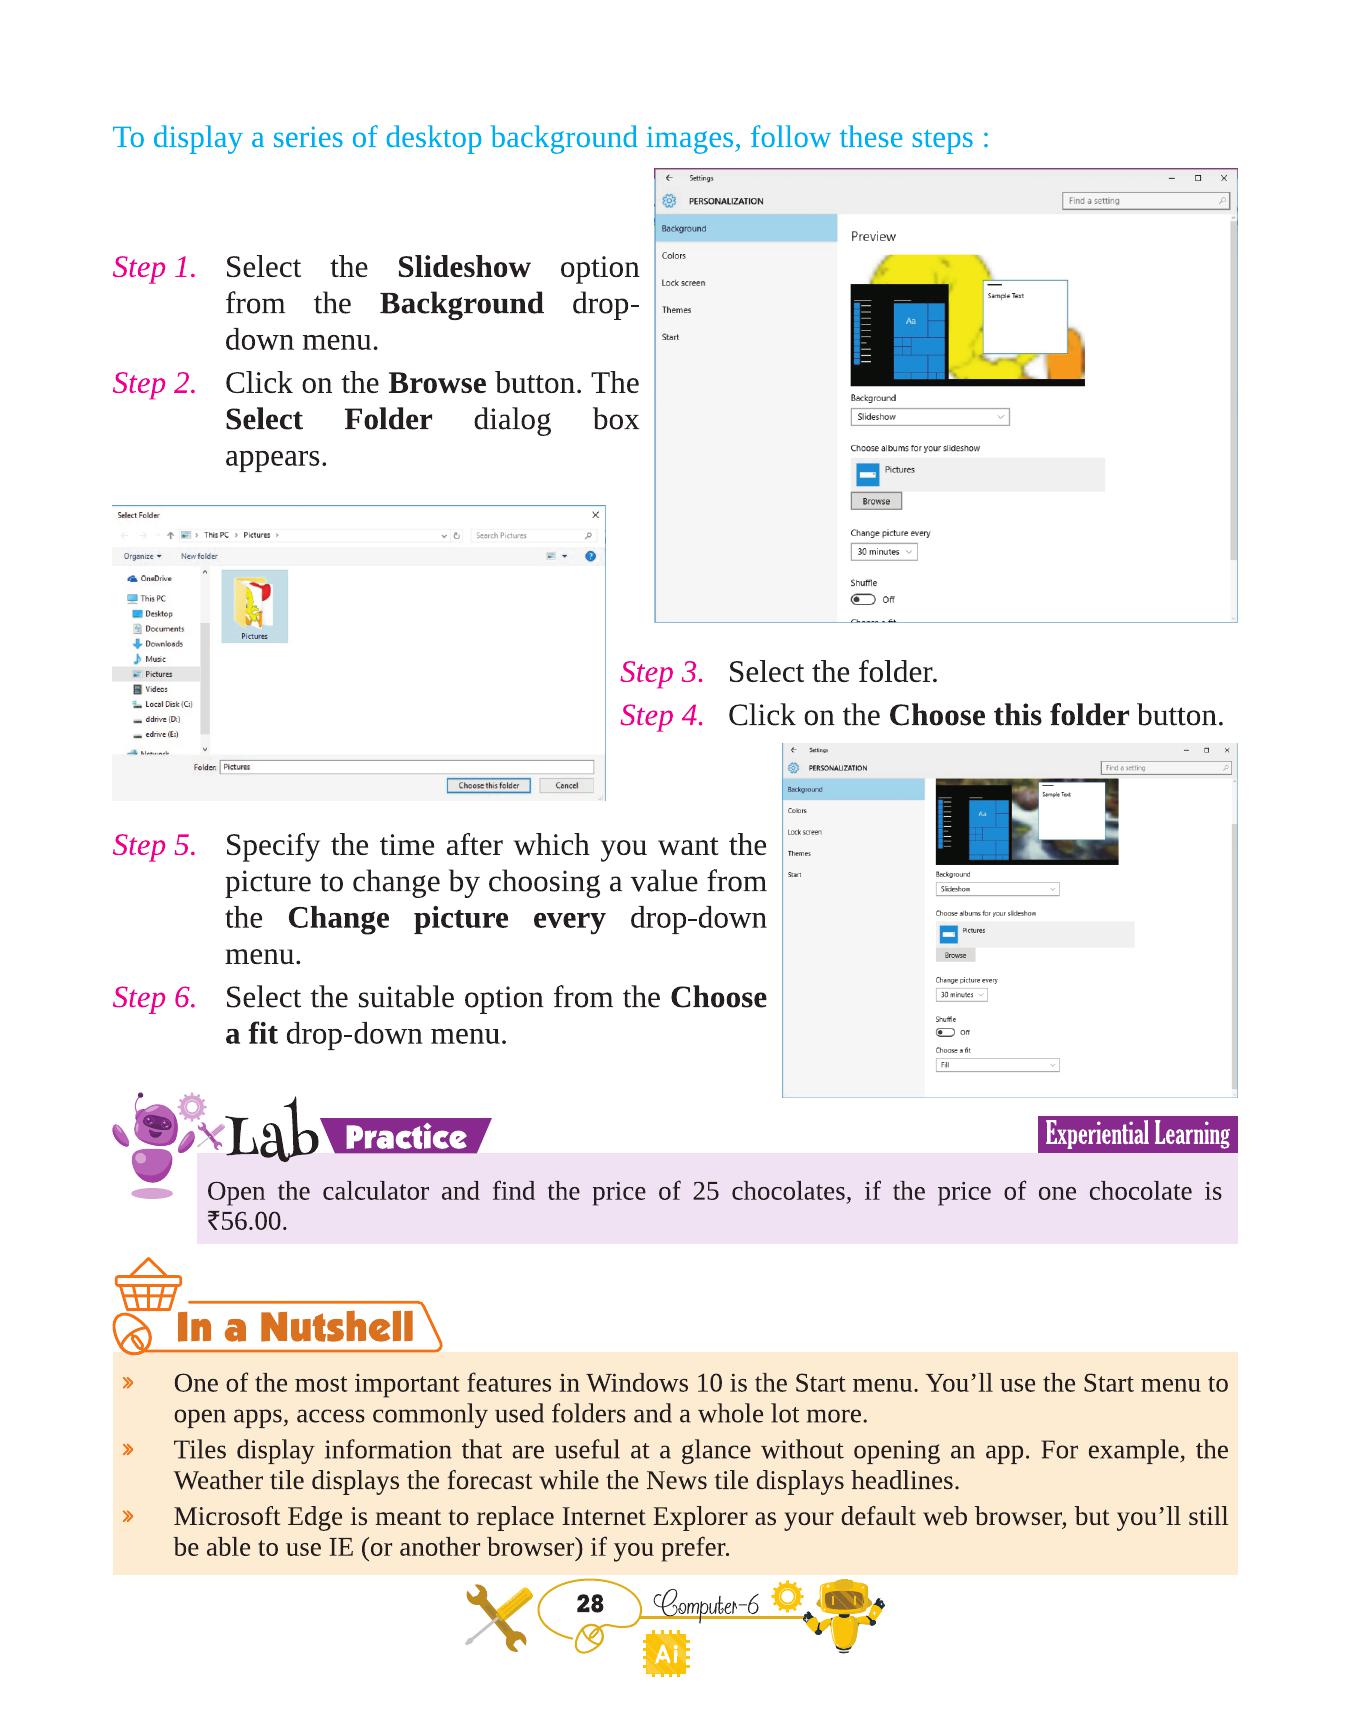 To display a series of desktop background images, follow these steps :
Step 1. Select the Slideshow option
from the Background drop-
down menu.
Step 2. Click on the Browse button. The
Select Folder dialog box
appears.
Settings
PERSONALIZATION
Find a setting
Background
Colors
Lock screen
Themes
Start
Preview
Sample Text
Aa
Background
Slideshow
Choose albums for your slideshow
Pictures
Browse
Change picture every
30 minutes
Shuffle
Off
Choose a fit
Select Folder
This PC > Pictures >
Search Pictures
Organize
New folder
OneDrive
This PC
Desktop
Documents
Downloads
Music
Pictures
Videos
Local Disk (C:)
ddrive (D:)
edrive (E:)
Network
Pictures
Folder: Pictures
Choose this folder
Cancel
Step 3. Select the folder.
Step 4. Click on the Choose this folder button.
Step 5. Specify the time after which you want the
picture to change by choosing a value from
the Change picture every drop-down
menu.
Step 6. Select the suitable option from the Choose
a fit drop-down menu.
Settings
PERSONALIZATION
Find a setting
Background
Colors
Lock screen
Themes
Start
Sample Text
Aa
Background
Slideshow
Choose albums for your slideshow
Pictures
Browse
Change picture every
30 minutes
Shuffle
Off
Choose a fit
Fill
Lab Practice
Experiential Learning
Open the calculator and find the price of 25 chocolates, if the price of one chocolate is
₹56.00.
In a Nutshell
» One of the most important features in Windows 10 is the Start menu. You’ll use the Start menu to
open apps, access commonly used folders and a whole lot more.
» Tiles display information that are useful at a glance without opening an app. For example, the
Weather tile displays the forecast while the News tile displays headlines.
» Microsoft Edge is meant to replace Internet Explorer as your default web browser, but you’ll still
be able to use IE (or another browser) if you prefer.
28
Computer-6
Ai